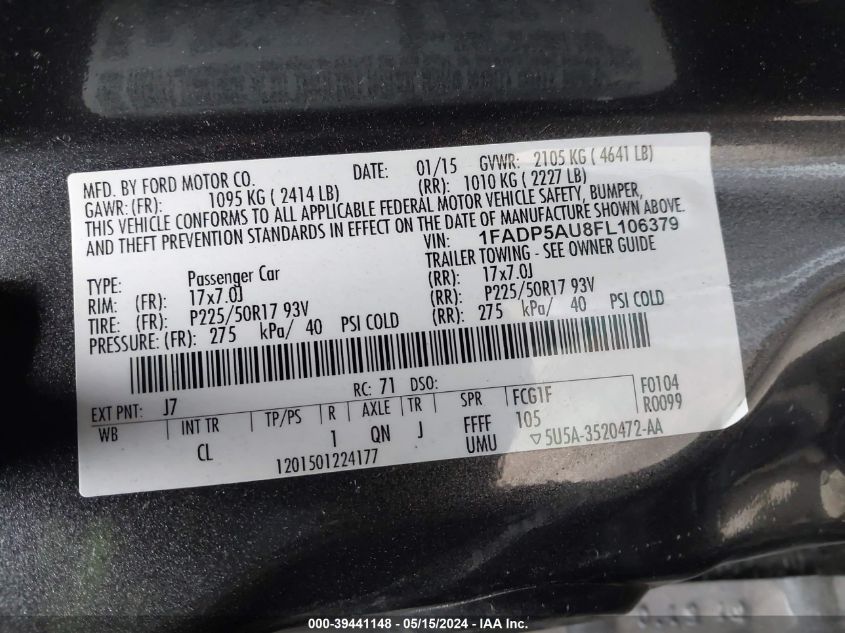 MFD. BY FORD MOTOR CO. DATE: 01/15 GVWR: 2105 KG ( 4641 LB)
GAWR: (FR): 1095 KG ( 2414 LB) (RR): 1010 KG ( 2227 LB)
THIS VEHICLE CONFORMS TO ALL APPLICABLE FEDERAL MOTOR VEHICLE SAFETY, BUMPER,
AND THEFT PREVENTION STANDARDS IN EFFECT ON THE DATE OF MANUFACTURE SHOWN ABOVE.
VIN: 1FADP5AU8FL106379
TYPE: Passenger Car TRAILER TOWING - SEE OWNER GUIDE
RIM: (FR): 17x7.0J (RR): 17x7.0J
TIRE: (FR): P225/50R17 93V (RR): P225/50R17 93V
PRESSURE: (FR): 275 kPa/ 40 PSI COLD (RR): 275 kPa/ 40 PSI COLD
RC: 71 DSO:
EXT PNT: J7 FCG1F F0104
WB INT TR TP/PS R AXLE TR SPR 105 R0099
CL 1 QN J FFFF
UMU 5U5A-3520472-AA
1201501224177
000-39441148 - 05/15/2024 - IAAI.com